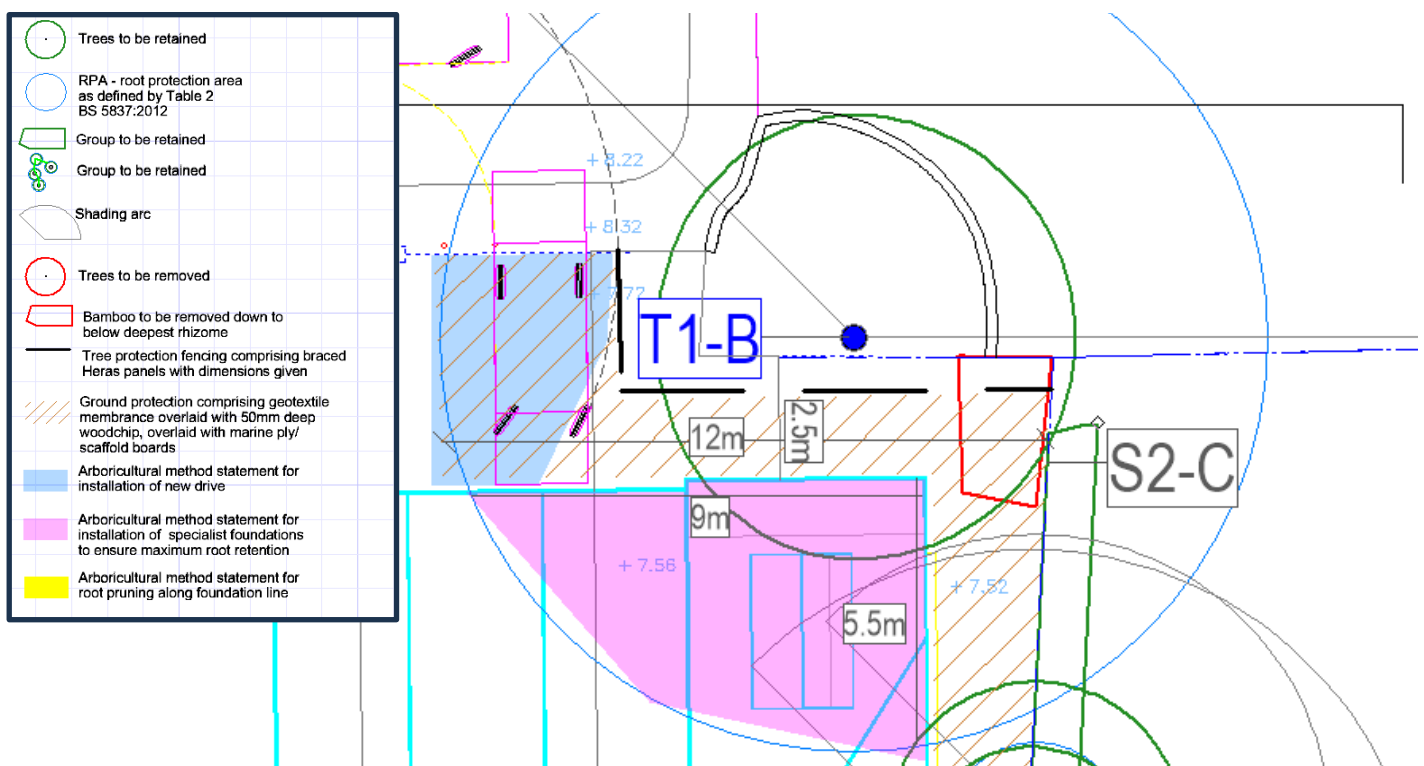 Trees to be retained
RPA - root protection area
as defined by Table 2
BS 5837:2012
Group to be retained
Group to be retained
Shading arc
Trees to be removed
Bamboo to be removed down to
below deepest rhizome
Tree protection fencing comprising braced
Heras panels with dimensions given
Ground protection comprising geotextile
membrance overlaid with 50mm deep
woodchip, overlaid with marine ply/
scaffold boards
Arboricultural method statement for
installation of new drive
Arboricultural method statement for
installation of specialist foundations
to ensure maximum root retention
Arboricultural method statement for
root pruning along foundation line
+ 8.22
+ 8.32
+ 7.72
T1-B
12m
2.5m
S2-C
9m
+ 7.56
+ 7.52
5.5m